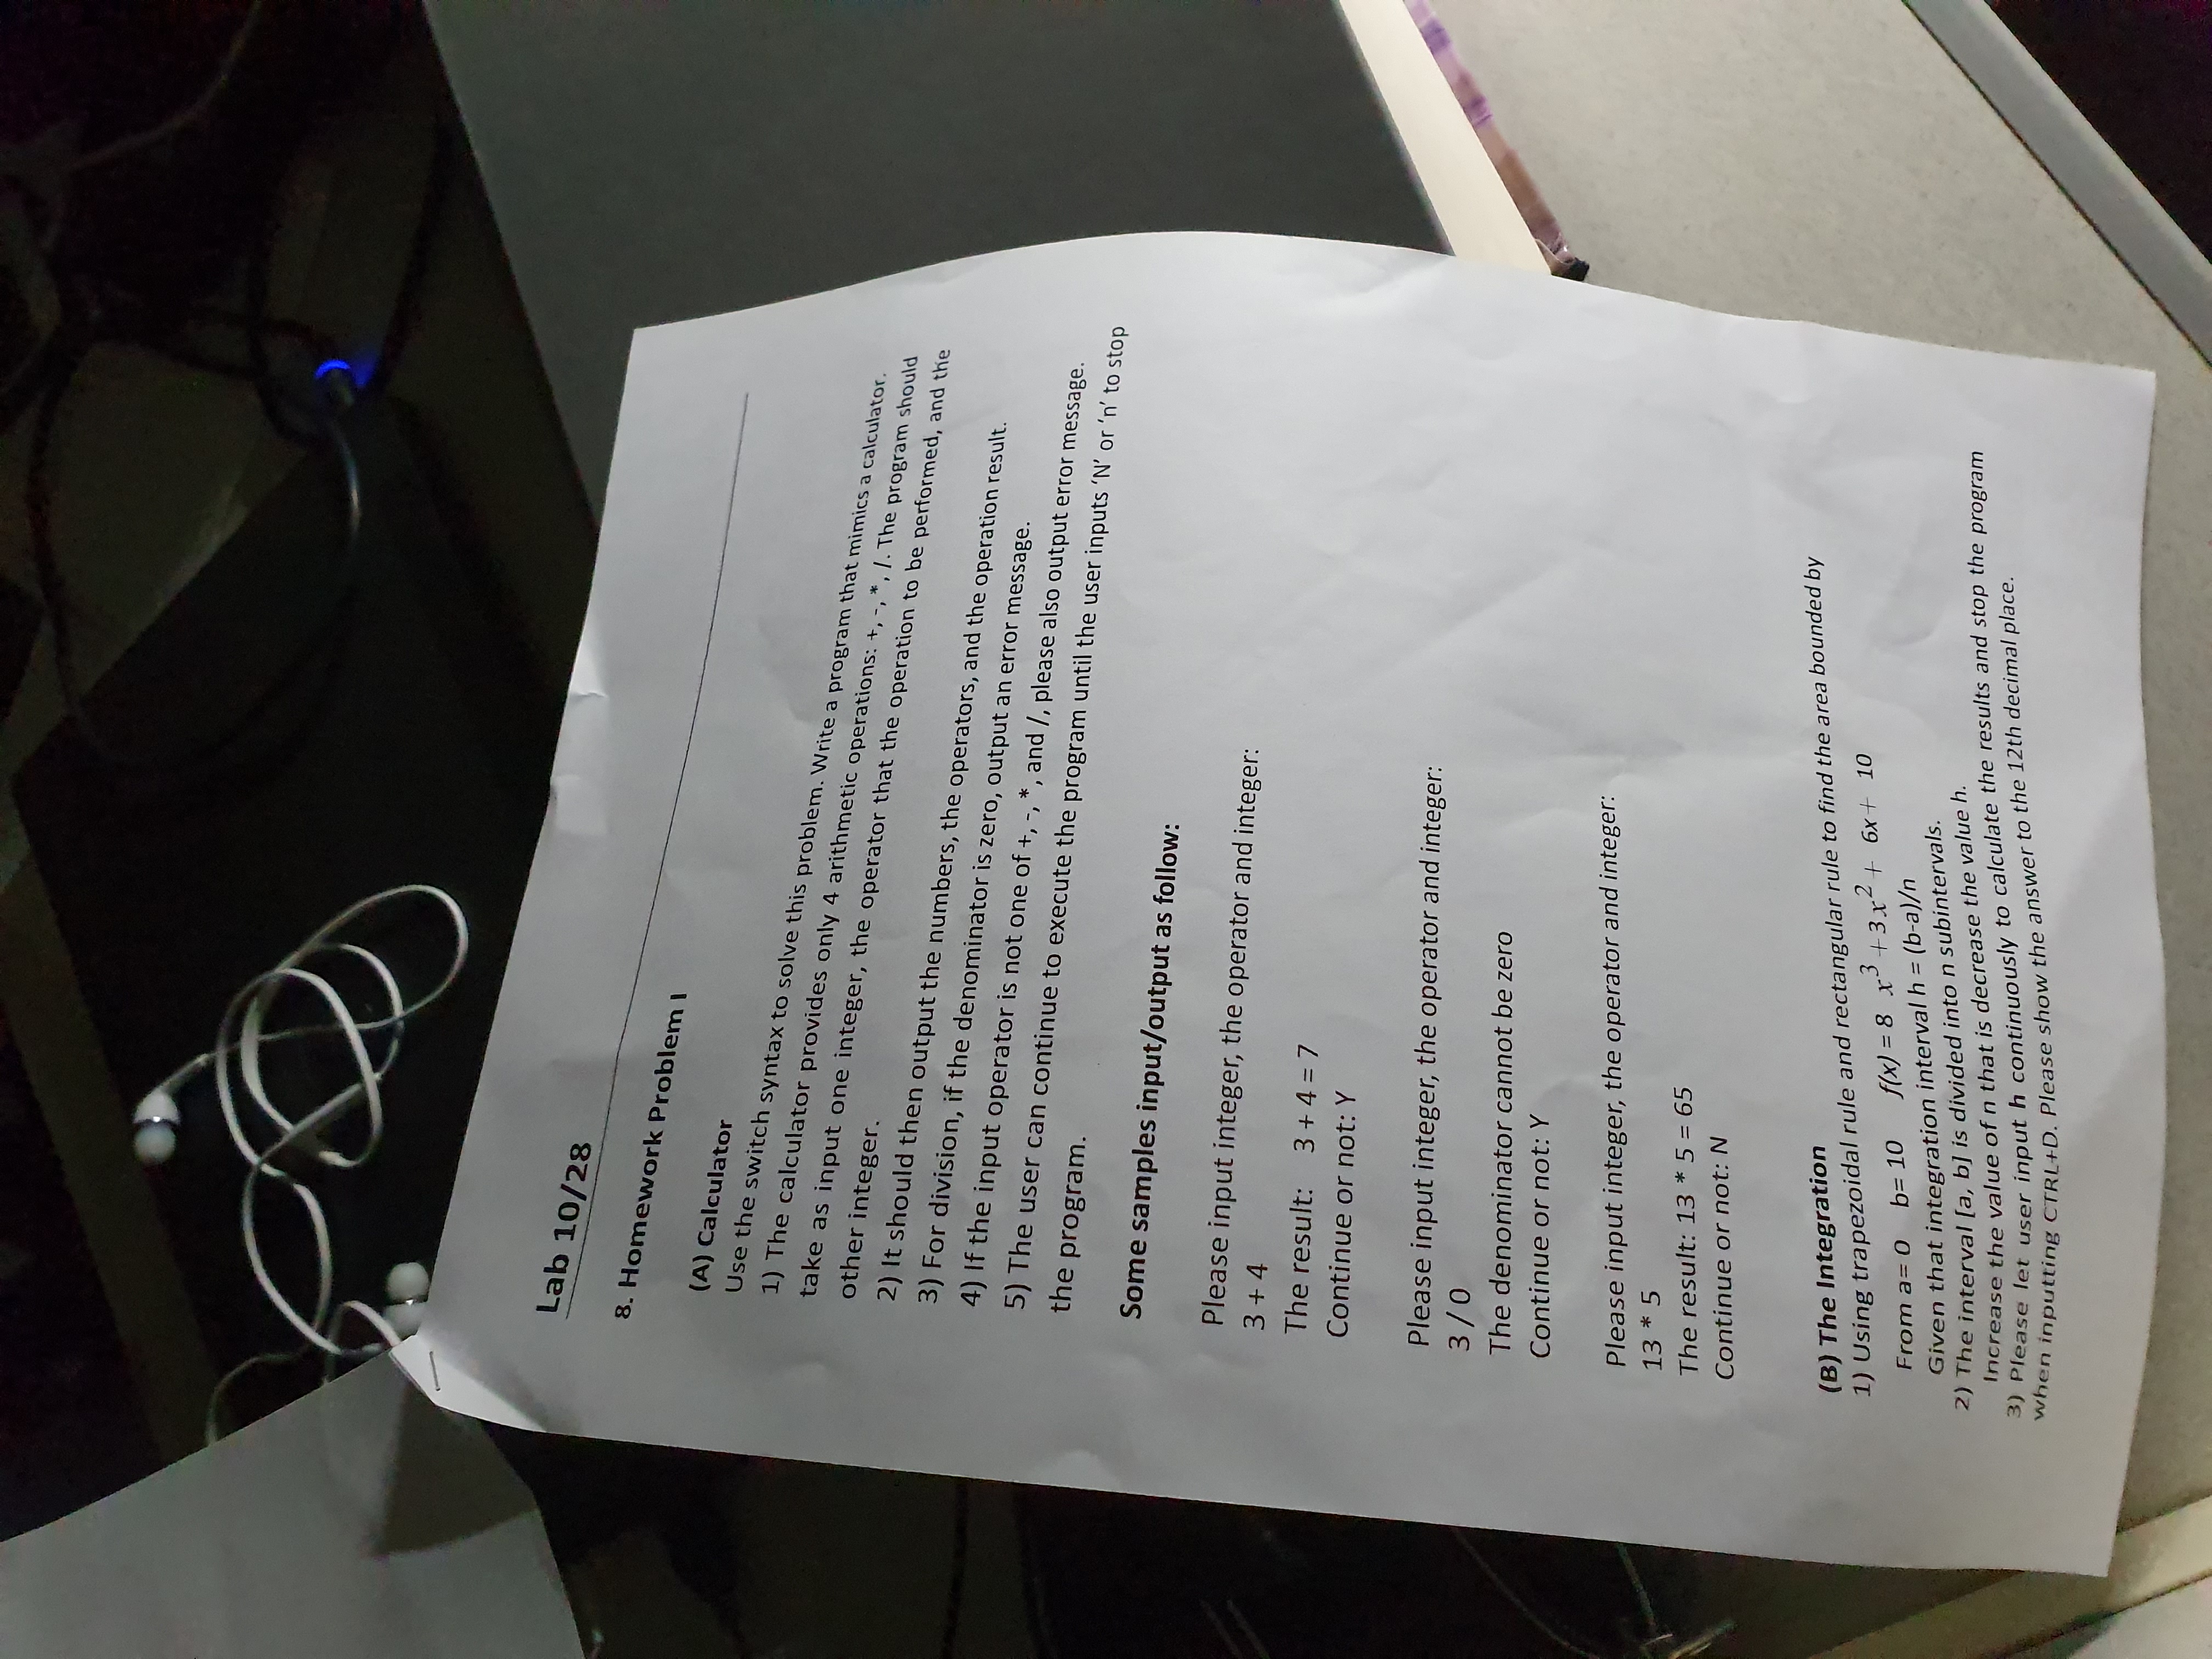 Lab 10/28
8. Homework Problem I
(A) Calculator
Use the switch syntax to solve this problem. Write a program that mimics a calculator.
1) The calculator provides only 4 arithmetic operations: +, -, *, /. The program should
take as input one integer, the operator that the operation to be performed, and the
other integer.
2) It should then output the numbers, the operators, and the operation result.
3) For division, if the denominator is zero, output an error message.
4) If the input operator is not one of +, -, *, and /, please also output error message.
5) The user can continue to execute the program until the user inputs ‘N’ or ‘n’ to stop
the program.
Some samples input/output as follow:
Please input integer, the operator and integer:
3 + 4
The result: 3 + 4 = 7
Continue or not: Y
Please input integer, the operator and integer:
3 / 0
The denominator cannot be zero
Continue or not: Y
Please input integer, the operator and integer:
13 * 5
The result: 13 * 5 = 65
Continue or not: N
(B) The Integration
1) Using trapezoidal rule and rectangular rule to find the area bounded by
From a= 0 b= 10 f(x) = 8 x³ + 3x² + 6x + 10
Given that integration interval h = (b-a)/n
2) The interval [a, b] is divided into n subintervals.
Increase the value of n that is decrease the value h.
3) Please let user input h continuously to calculate the results and stop the program
when inputting CTRL+D. Please show the answer to the 12th decimal place.